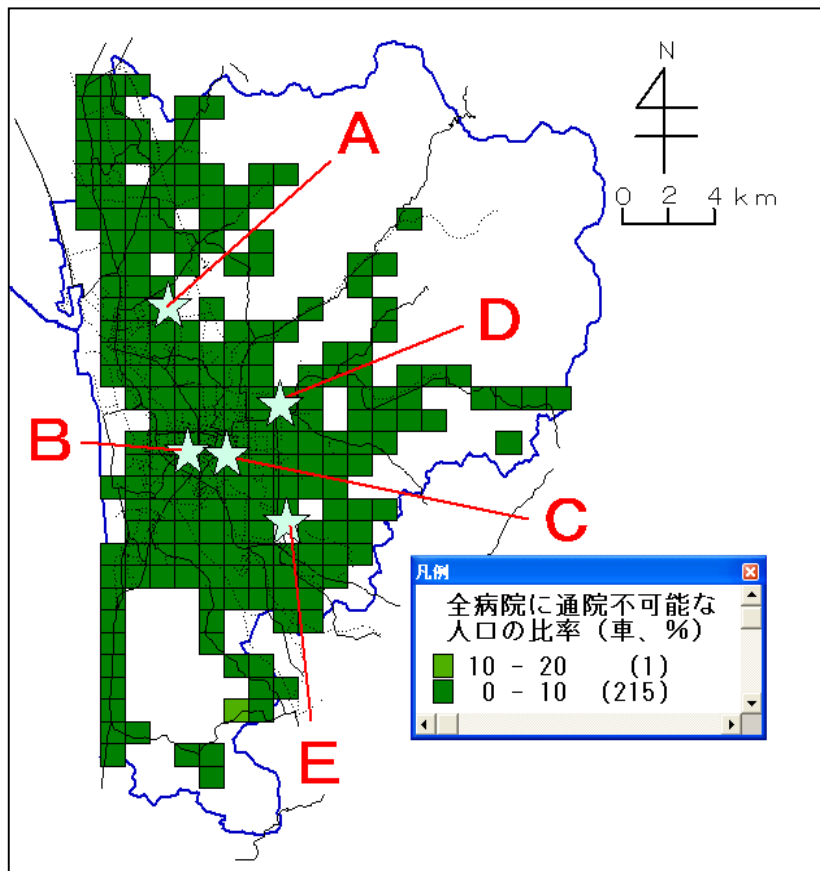 N
A
0 2 4 km
D
B
C
凡例
全病院に通院不可能な
人口の比率（車、%）
10 - 20 (1)
0 - 10 (215)
E